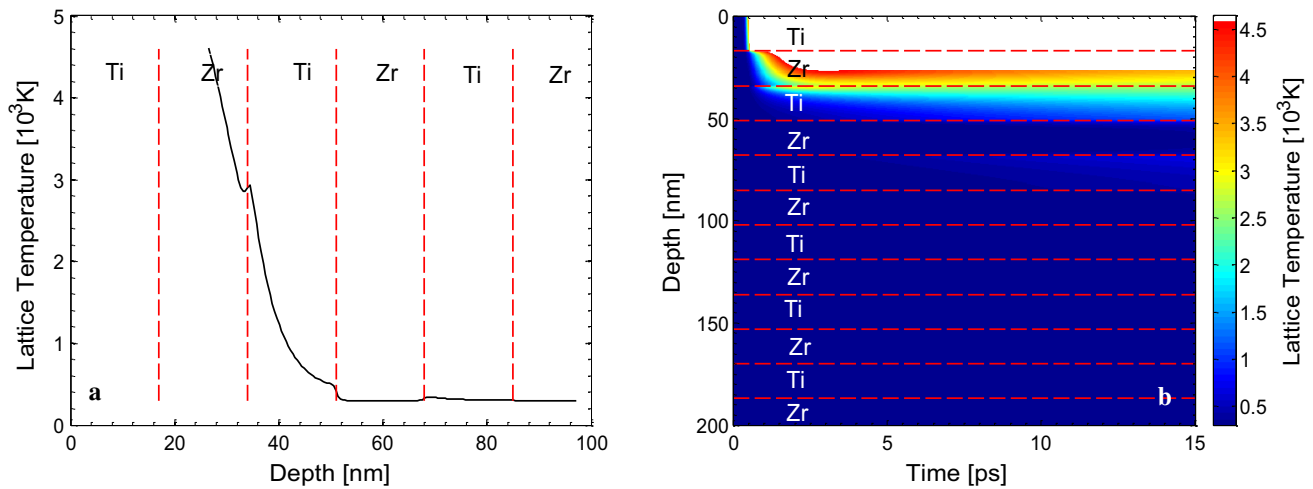 5
4
3
2
1
0
Lattice Temperature [10³K]
Ti Zr Ti Zr Ti Zr
a
0 20 40 60 80 100
Depth [nm]
0
50
100
150
200
Depth [nm]
Ti
Zr
Ti
Zr
Ti
Zr
Ti
Zr
Ti
Zr
Ti
Zr
b
0 5 10 15
Time [ps]
4.5
4
3.5
3
2.5
2
1.5
1
0.5
Lattice Temperature [10³K]